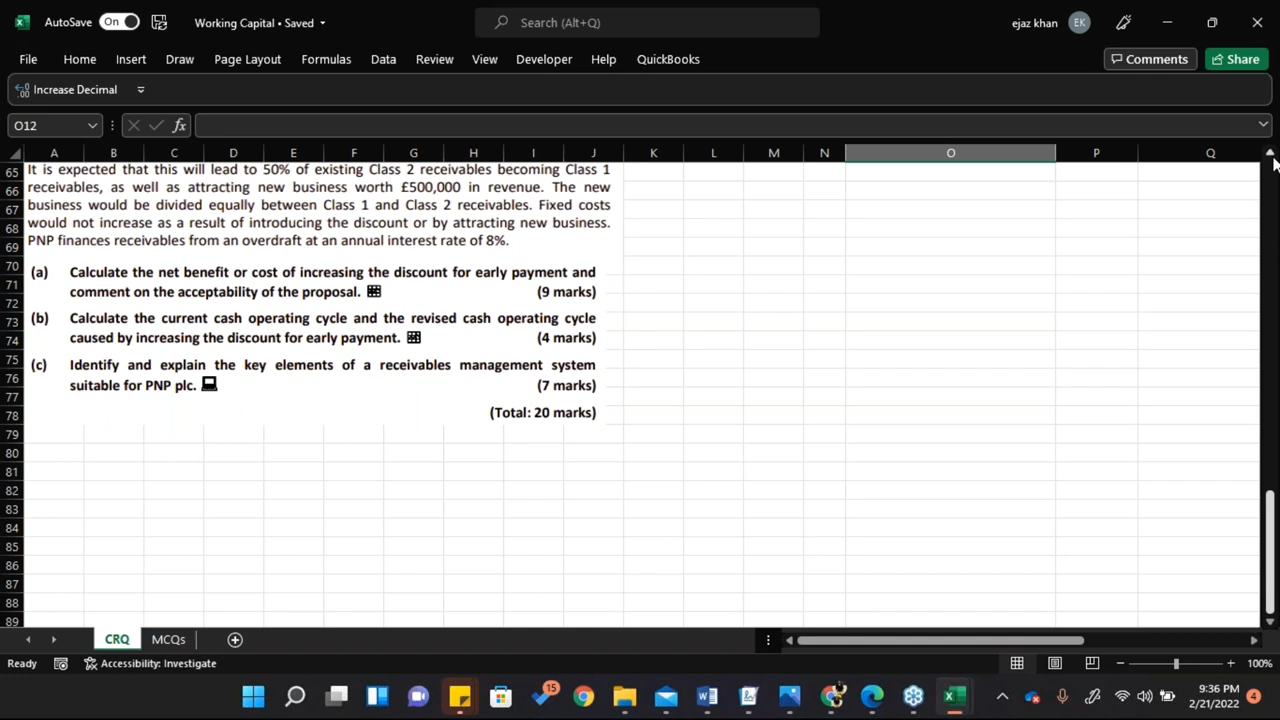 AutoSave On Working Capital • Saved Search (Alt+Q) ejaz khan EK
File Home Insert Draw Page Layout Formulas Data Review View Developer Help QuickBooks Comments Share
Increase Decimal
O12 fx
A B C D E F G H I J K L M N O P Q
65 It is expected that this will lead to 50% of existing Class 2 receivables becoming Class 1
66 receivables, as well as attracting new business worth £500,000 in revenue. The new
67 business would be divided equally between Class 1 and Class 2 receivables. Fixed costs
68 would not increase as a result of introducing the discount or by attracting new business.
69 PNP finances receivables from an overdraft at an annual interest rate of 8%.
70
71 (a) Calculate the net benefit or cost of increasing the discount for early payment and
72 comment on the acceptability of the proposal. (9 marks)
73 (b) Calculate the current cash operating cycle and the revised cash operating cycle
74 caused by increasing the discount for early payment. (4 marks)
75 (c) Identify and explain the key elements of a receivables management system
76
77 suitable for PNP plc. (7 marks)
78 (Total: 20 marks)
79
80
81
82
83
84
85
86
87
88
89
CRQ MCQs
Ready Accessibility: Investigate 100%
15 9:36 PM
2/21/2022 4